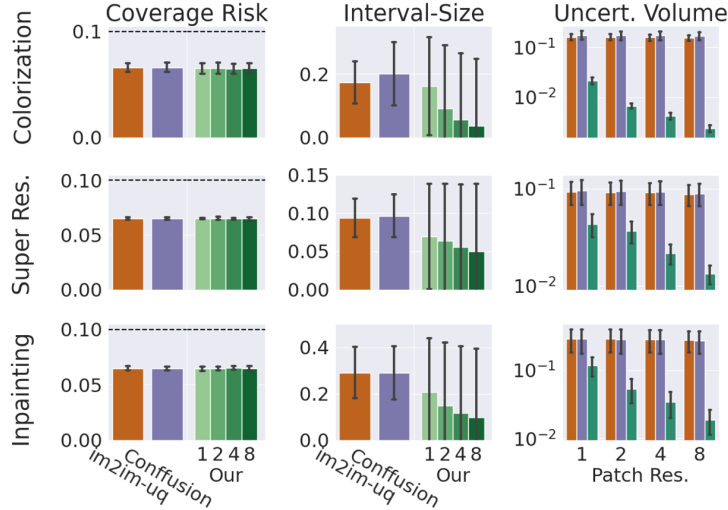 Coverage Risk
Interval-Size
Uncert. Volume
Colorization
0.1
0.0
0.2
0.0
10⁻¹
10⁻²
Super Res.
0.10
0.05
0.00
0.15
0.10
0.05
0.00
10⁻¹
10⁻²
Inpainting
0.10
0.05
0.00
0.4
0.2
0.0
10⁻¹
10⁻²
im2im-uq
Conffusion
1 2 4 8
Our
im2im-uq
Conffusion
1 2 4 8
Our
1 2 4 8
Patch Res.